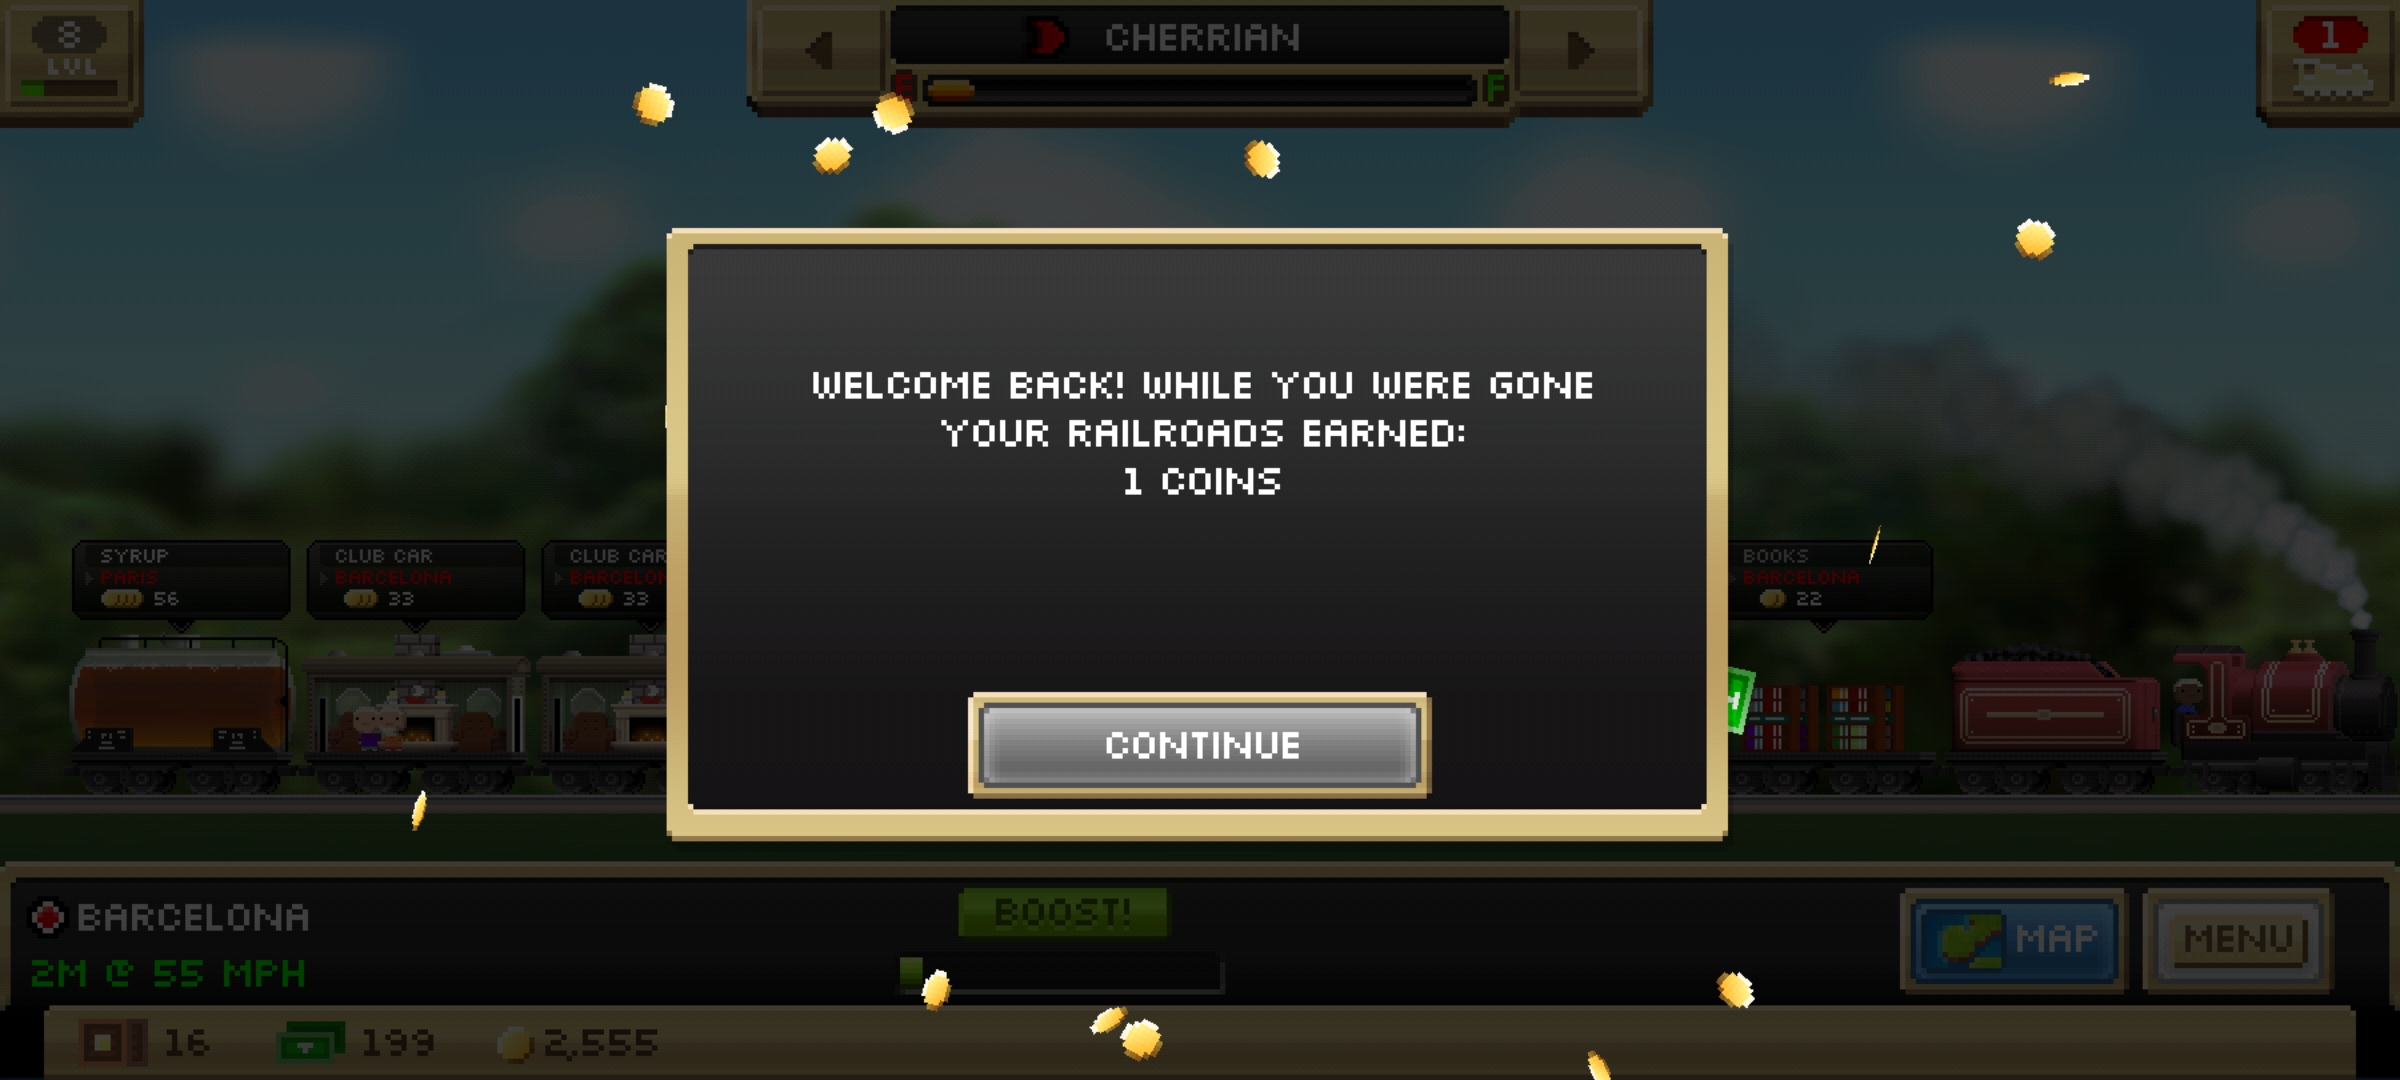 8
LVL
CHERRIAN
E
F
1
WELCOME BACK! WHILE YOU WERE GONE
YOUR RAILROADS EARNED:
1 COINS
SYRUP
PARIS
56
CLUB CAR
BARCELONA
33
CLUB CAR
BARCELON
33
BOOKS
BARCELONA
22
CONTINUE
BARCELONA
2M @ 55 MPH
BOOST!
MAP
MENU
16
199
2,555